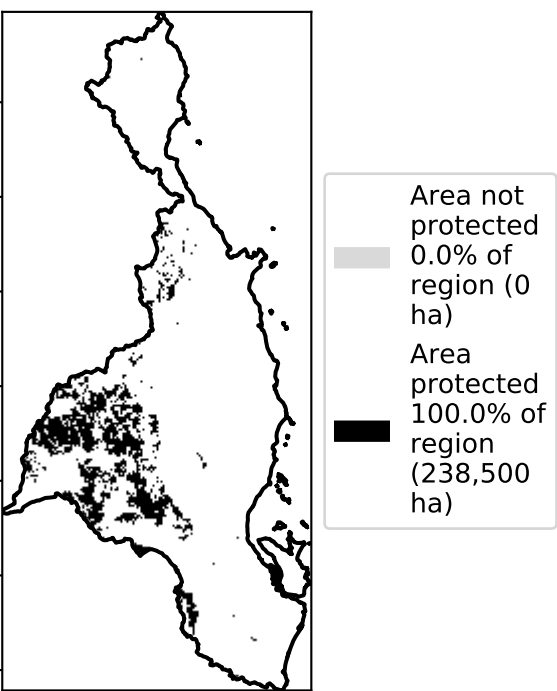 Area not
protected
0.0% of
region (0
ha)
Area
protected
100.0% of
region
(238,500
ha)